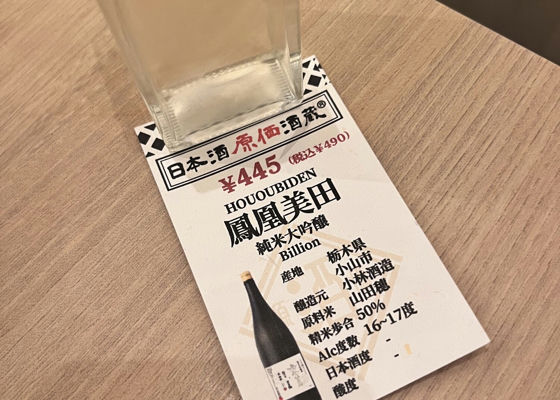 日本酒原価酒蔵®
¥445（税込¥490）
HOUOUBIDEN
鳳凰美田
純米大吟醸
Billion
産地 栃木県
小山市
醸造元 小林酒造
原料米 山田穂
精米歩合 50%
Alc度数 16~17度
日本酒度 -
酸度 -